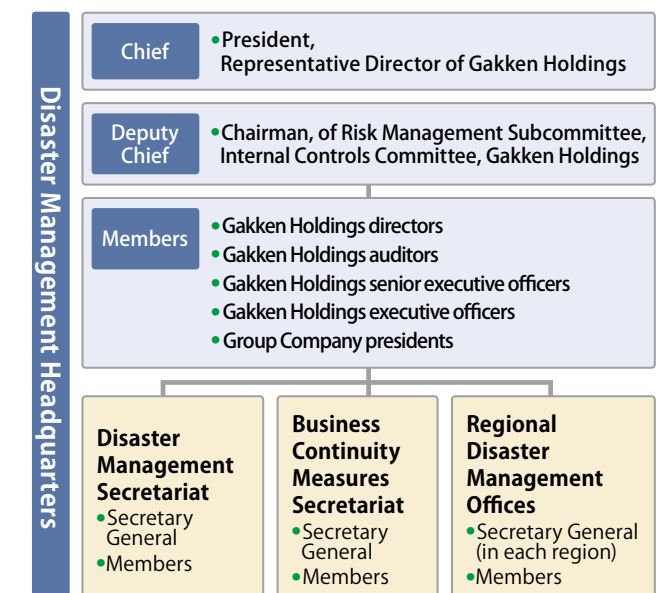 Disaster Management Headquarters
Chief
•President,
Representative Director of Gakken Holdings
Deputy
Chief
•Chairman, of Risk Management Subcommittee,
Internal Controls Committee, Gakken Holdings
Members
•Gakken Holdings directors
•Gakken Holdings auditors
•Gakken Holdings senior executive officers
•Gakken Holdings executive officers
•Group Company presidents
Disaster
Management
Secretariat
•Secretary
General
•Members
Business
Continuity
Measures
Secretariat
•Secretary
General
•Members
Regional
Disaster
Management
Offices
•Secretary General
(in each region)
•Members